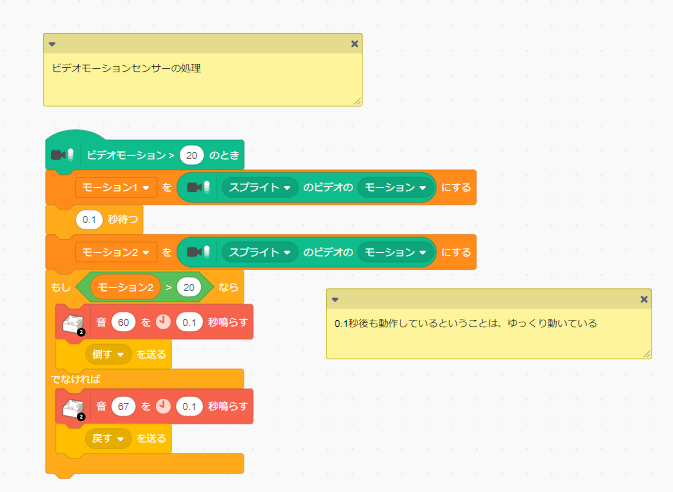 ビデオモーションセンサーの処理
ビデオモーション > 20 のとき
モーション1 を スプライト のビデオの モーション にする
0.1 秒待つ
モーション2 を スプライト のビデオの モーション にする
もし モーション2 > 20 なら
音 60 を 0.1 秒鳴らす
2
0.1秒後も動作しているということは、ゆっくり動いている
倒す を送る
でなければ
音 67 を 0.1 秒鳴らす
2
戻す を送る